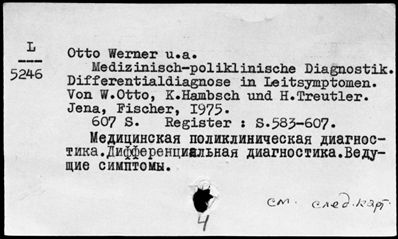 L
5246
Otto Werner u.a.
Medizinisch-poliklinische Diagnostik.
Differentialdiagnose in Leitsymptomen.
Von W.Otto, K.Hambsch und H.Treutler.
Jena, Fischer, I975.
607 S. Register : S.583-607.
Медицинская поликлиническая диагнос-
тика.Дифференциальная диагностика.Веду-
щие симптомы.
см. след.карт.
4